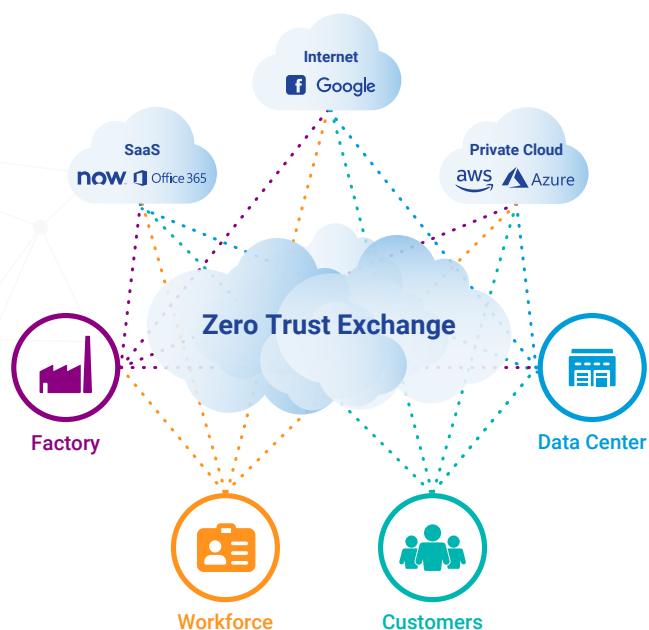 Internet
f Google
SaaS
now Office 365
Private Cloud
aws Azure
Zero Trust Exchange
Factory
Data Center
Workforce
Customers